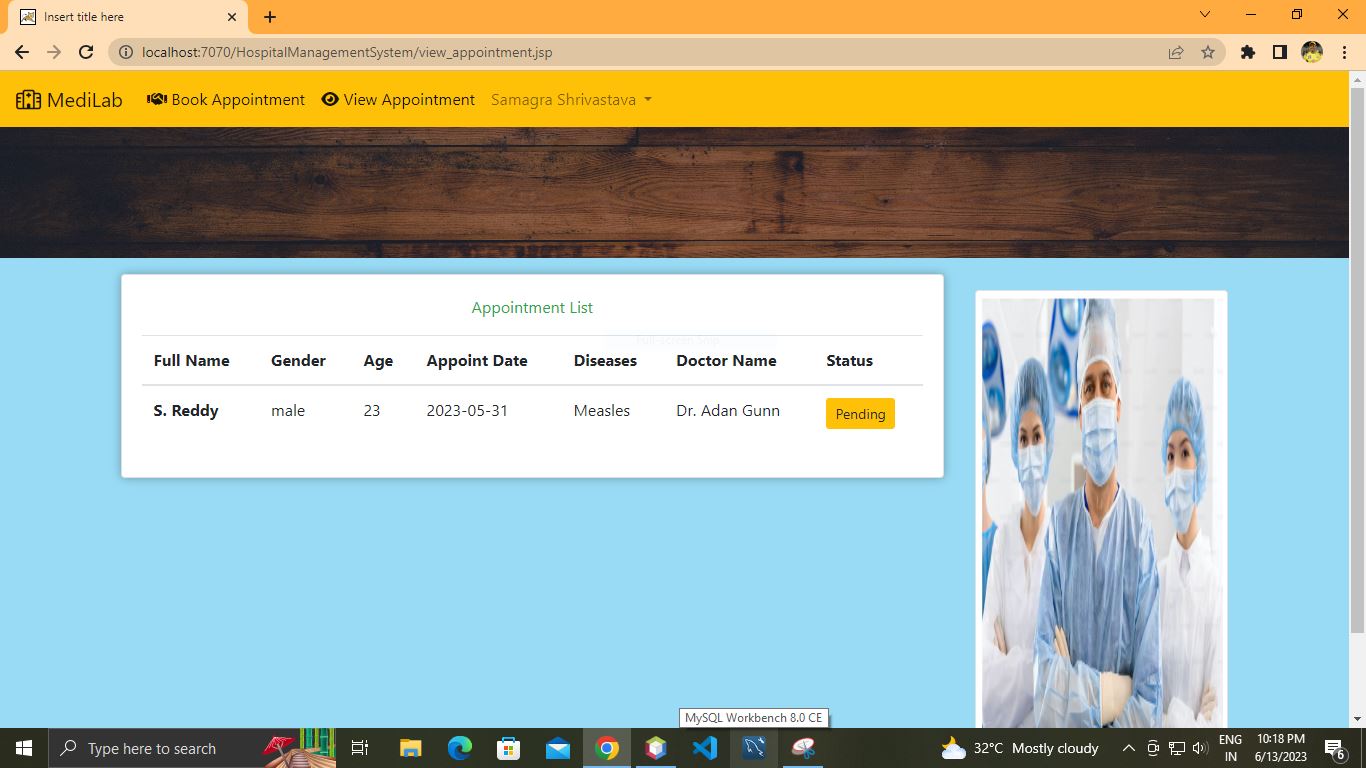 Insert title here
localhost:7070/HospitalManagementSystem/view_appointment.jsp
MediLab Book Appointment View Appointment Samagra Shrivastava
Appointment List
Full-screen Snip
Full Name Gender Age Appoint Date Diseases Doctor Name Status
S. Reddy male 23 2023-05-31 Measles Dr. Adan Gunn Pending
MySQL Workbench 8.0 CE
Type here to search
32°C Mostly cloudy
ENG
IN
10:18 PM
6/13/2023
6